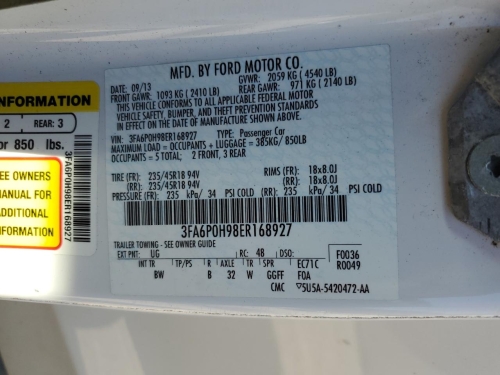 INFORMATION
2 REAR: 3
or 850 lbs.
3FA6P0H98ER168927
EE OWNERS
MANUAL FOR
ADDITIONAL
FORMATION
MFD. BY FORD MOTOR CO.
DATE: 09/13 GVWR: 2059 KG (4540 LB)
FRONT GAWR: 1093 KG (2410 LB) REAR GAWR: 971 KG (2140 LB)
THIS VEHICLE CONFORMS TO ALL APPLICABLE FEDERAL MOTOR
VEHICLE SAFETY, BUMPER, AND THEFT PREVENTION STANDARDS
IN EFFECT ON THE DATE OF MANUFACTURE SHOWN ABOVE.
VIN: 3FA6P0H98ER168927 TYPE: Passenger Car
MAXIMUM LOAD = OCCUPANTS + LUGGAGE = 385KG/850LB
OCCUPANTS = 5 TOTAL: 2 FRONT, 3 REAR
TIRE (FR): 235/45R18 94V RIMS (FR): 18x8.0J
TIRE (RR): 235/45R18 94V RIMS (RR): 18x8.0J
PRESSURE (FR) 235 kPa/ 34 PSI COLD (RR) 235 kPa/ 34 PSI COLD
3FA6P0H98ER168927
TRAILER TOWING - SEE OWNER GUIDE
EXT PNT: UG RC: 48 DSO: F0036
INT TR TP/PS R AXLE TR SPR EC71C R0049
BW B 32 W GGFF F0A
CMC 5U5A-5420472-AA